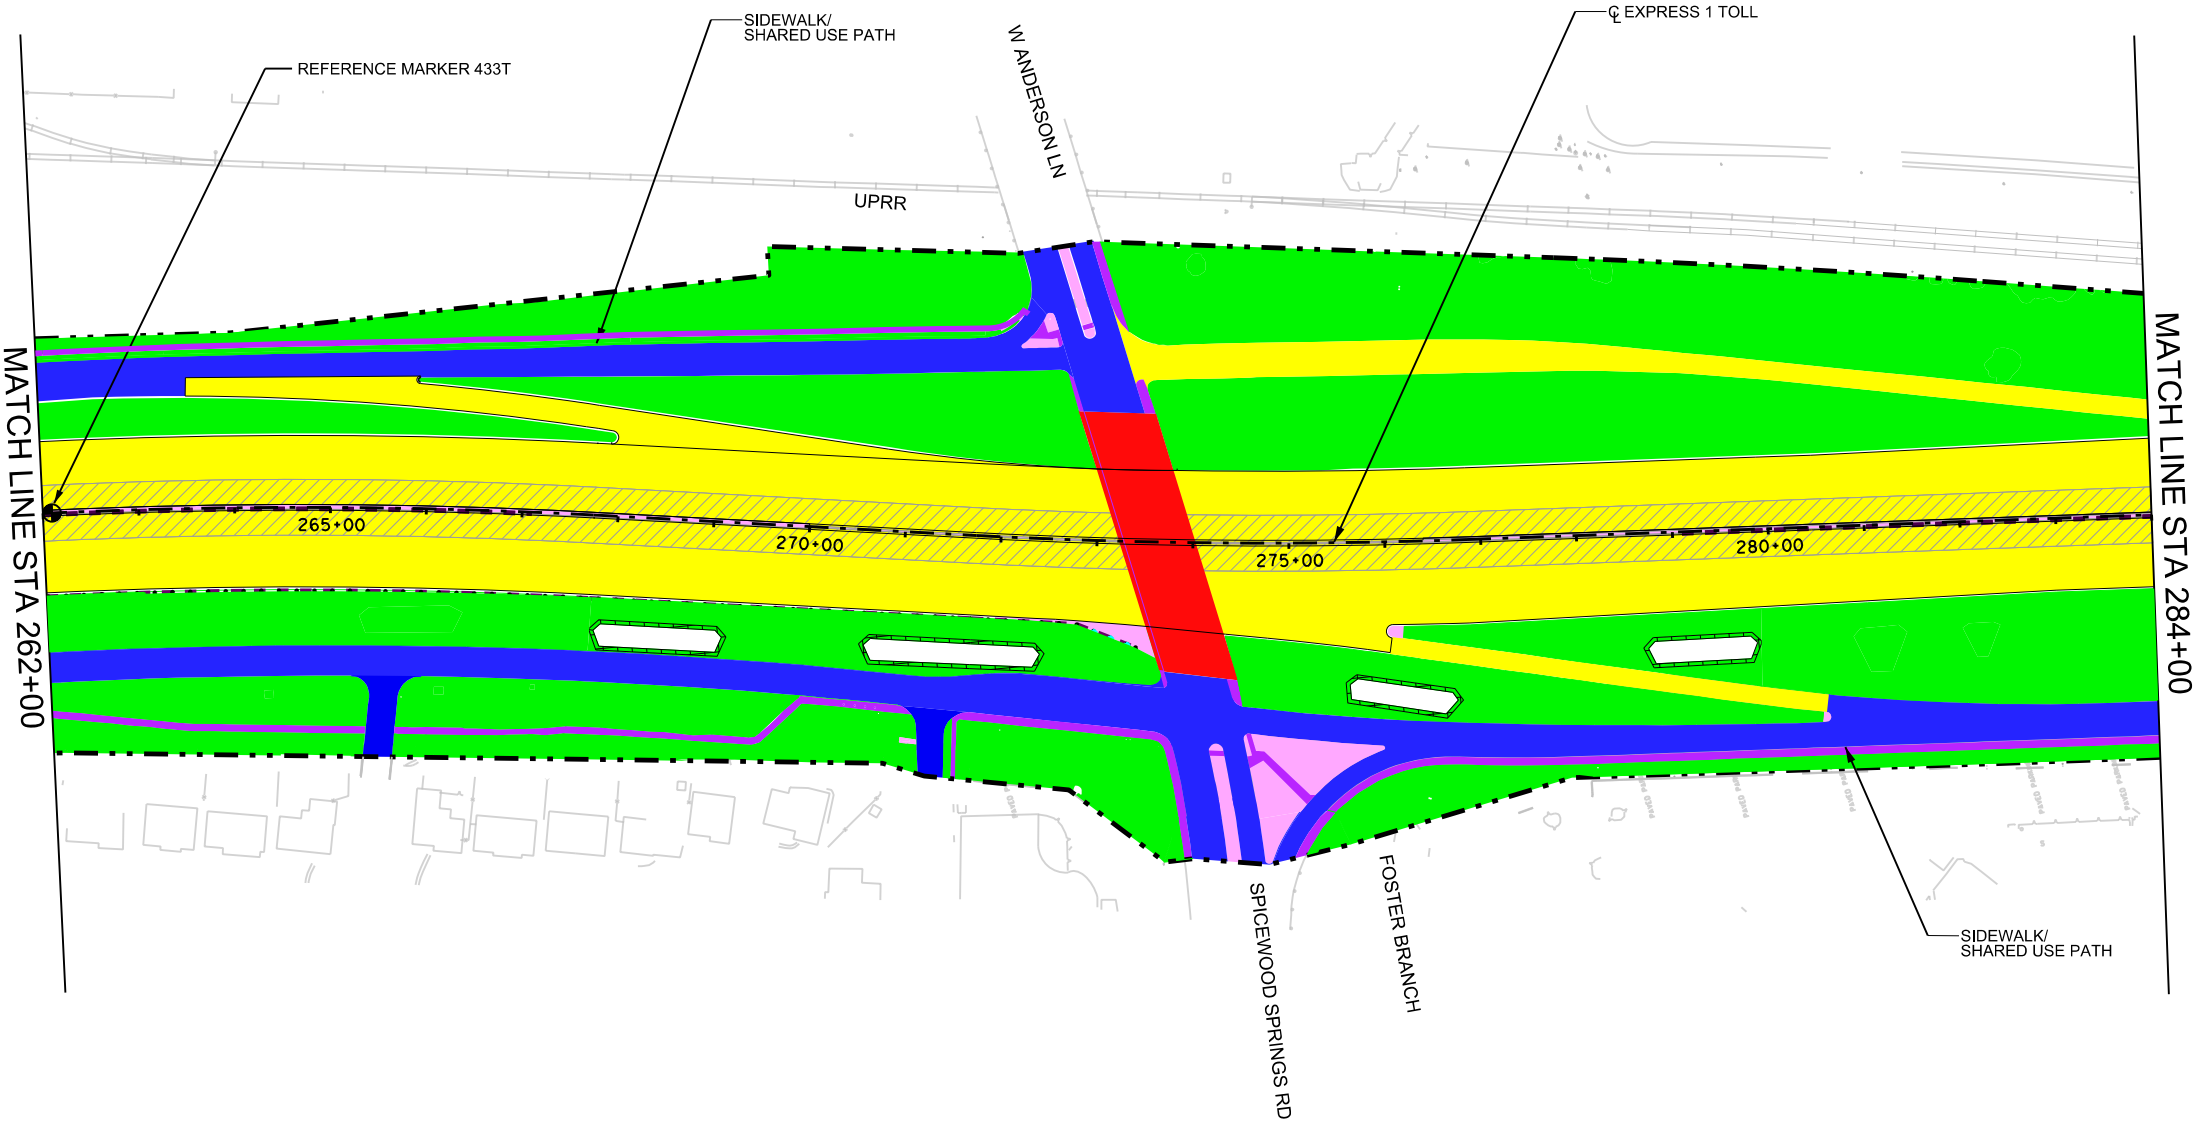 SIDEWALK/
SHARED USE PATH
℄ EXPRESS 1 TOLL
REFERENCE MARKER 433T
W ANDERSON LN
UPRR
MATCH LINE STA 262+00
MATCH LINE STA 284+00
265+00
270+00
275+00
280+00
SPICEWOOD SPRINGS RD
FOSTER BRANCH
SIDEWALK/
SHARED USE PATH